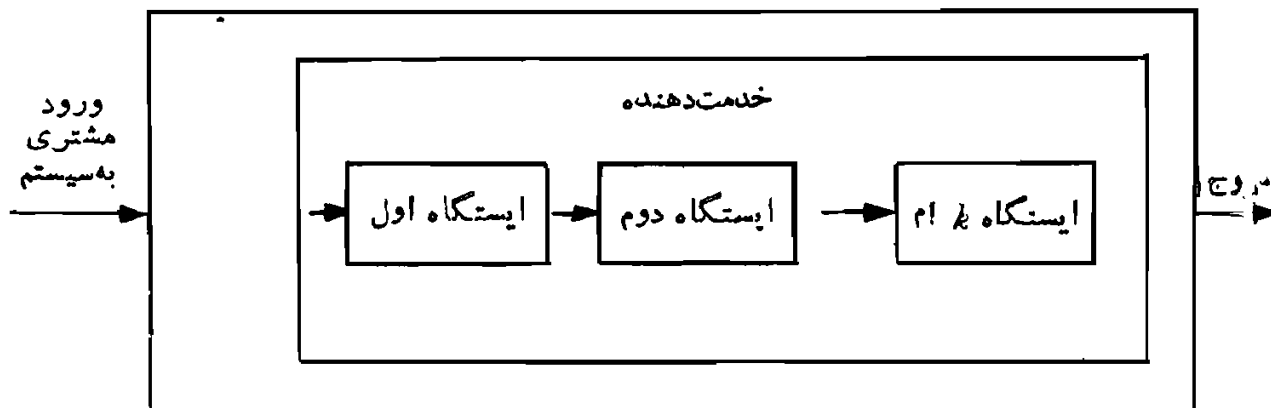 ورود
مشتری
به‌سیستم
خدمت‌دهنده
ایستگاه اول
ایستگاه دوم
ایستگاه k ام